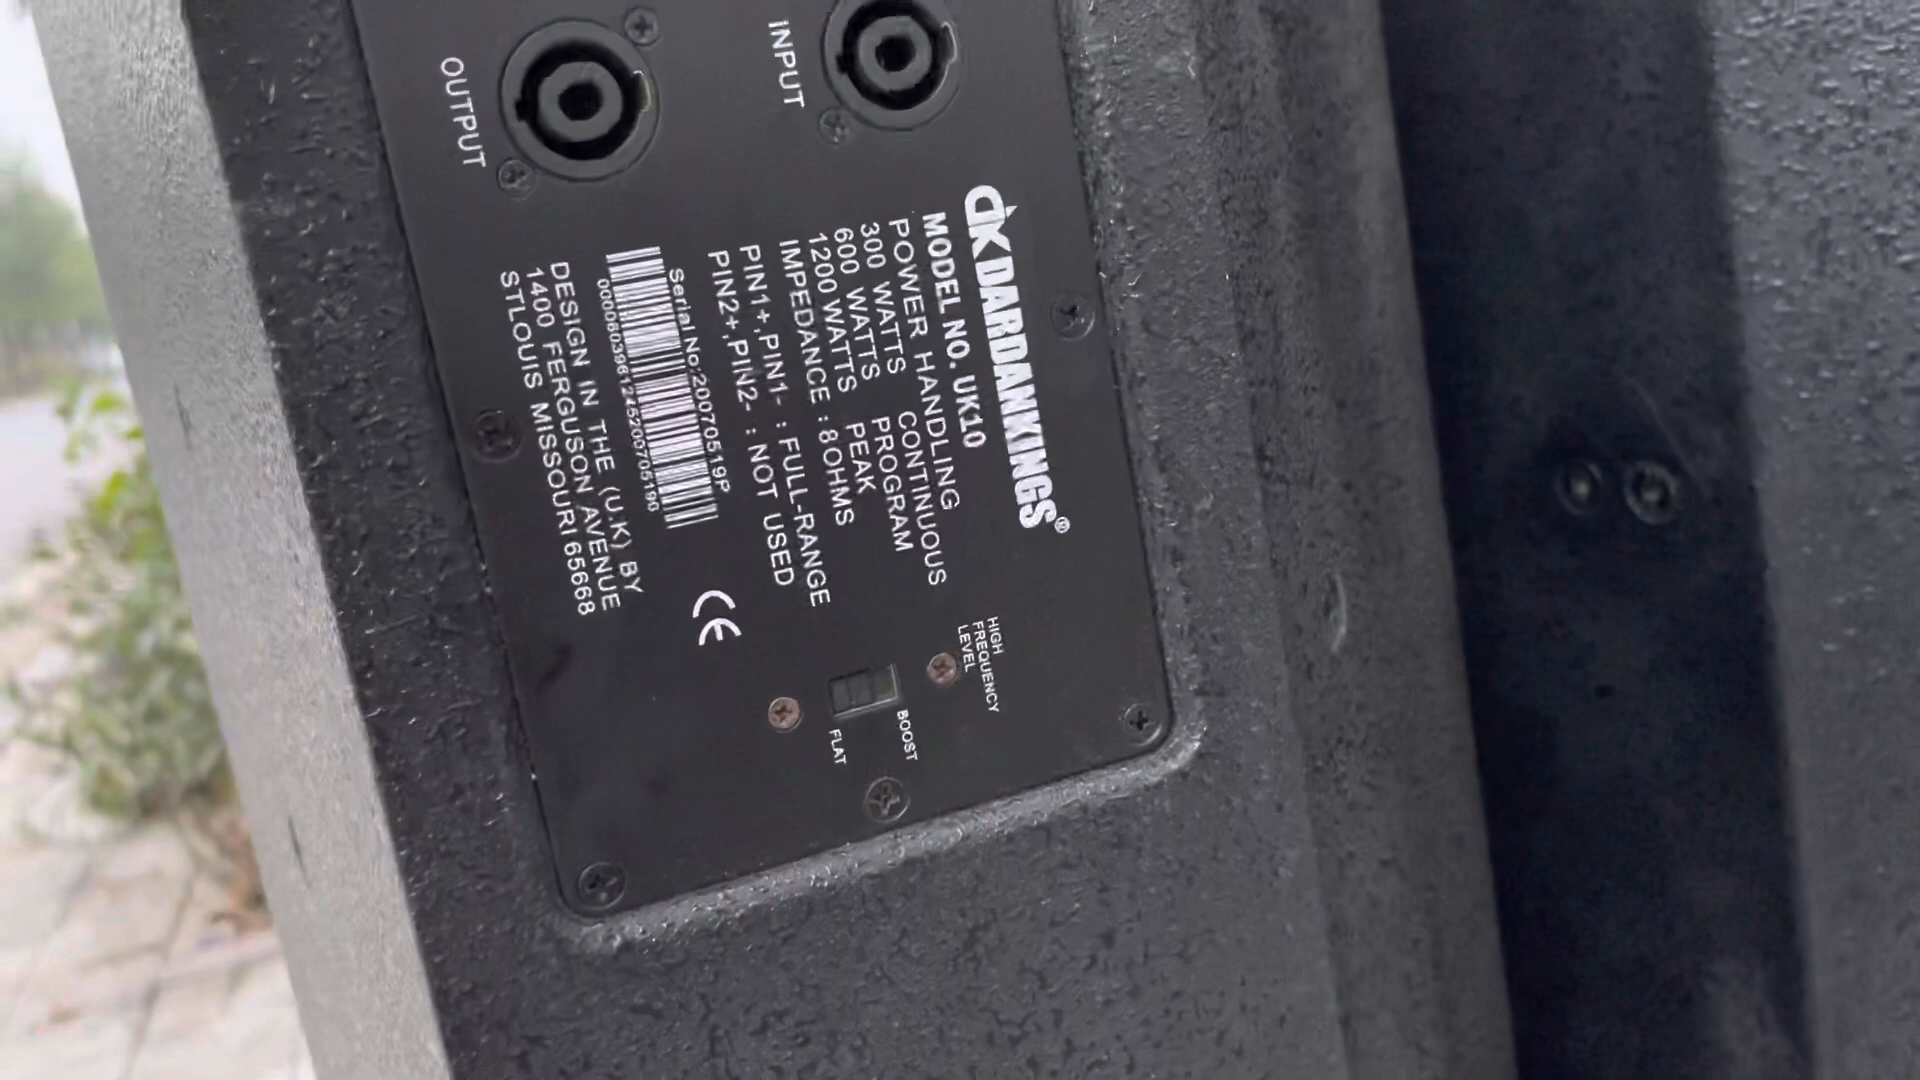 OUTPUT
INPUT
DK DARDANKINGS®
MODEL NO. UK10
POWER HANDLING
300 WATTS CONTINUOUS
600 WATTS PROGRAM
1200 WATTS PEAK
IMPEDANCE : 8OHMS
PIN1+,PIN1- : FULL-RANGE
PIN2+,PIN2- : NOT USED
Serial No:20070519P
DESIGN IN THE (U.K) BY
1400 FERGUSON AVENUE
STLOUIS MISSOURI 65668
CE
HIGH
FREQUENCY
LEVEL
BOOST
FLAT